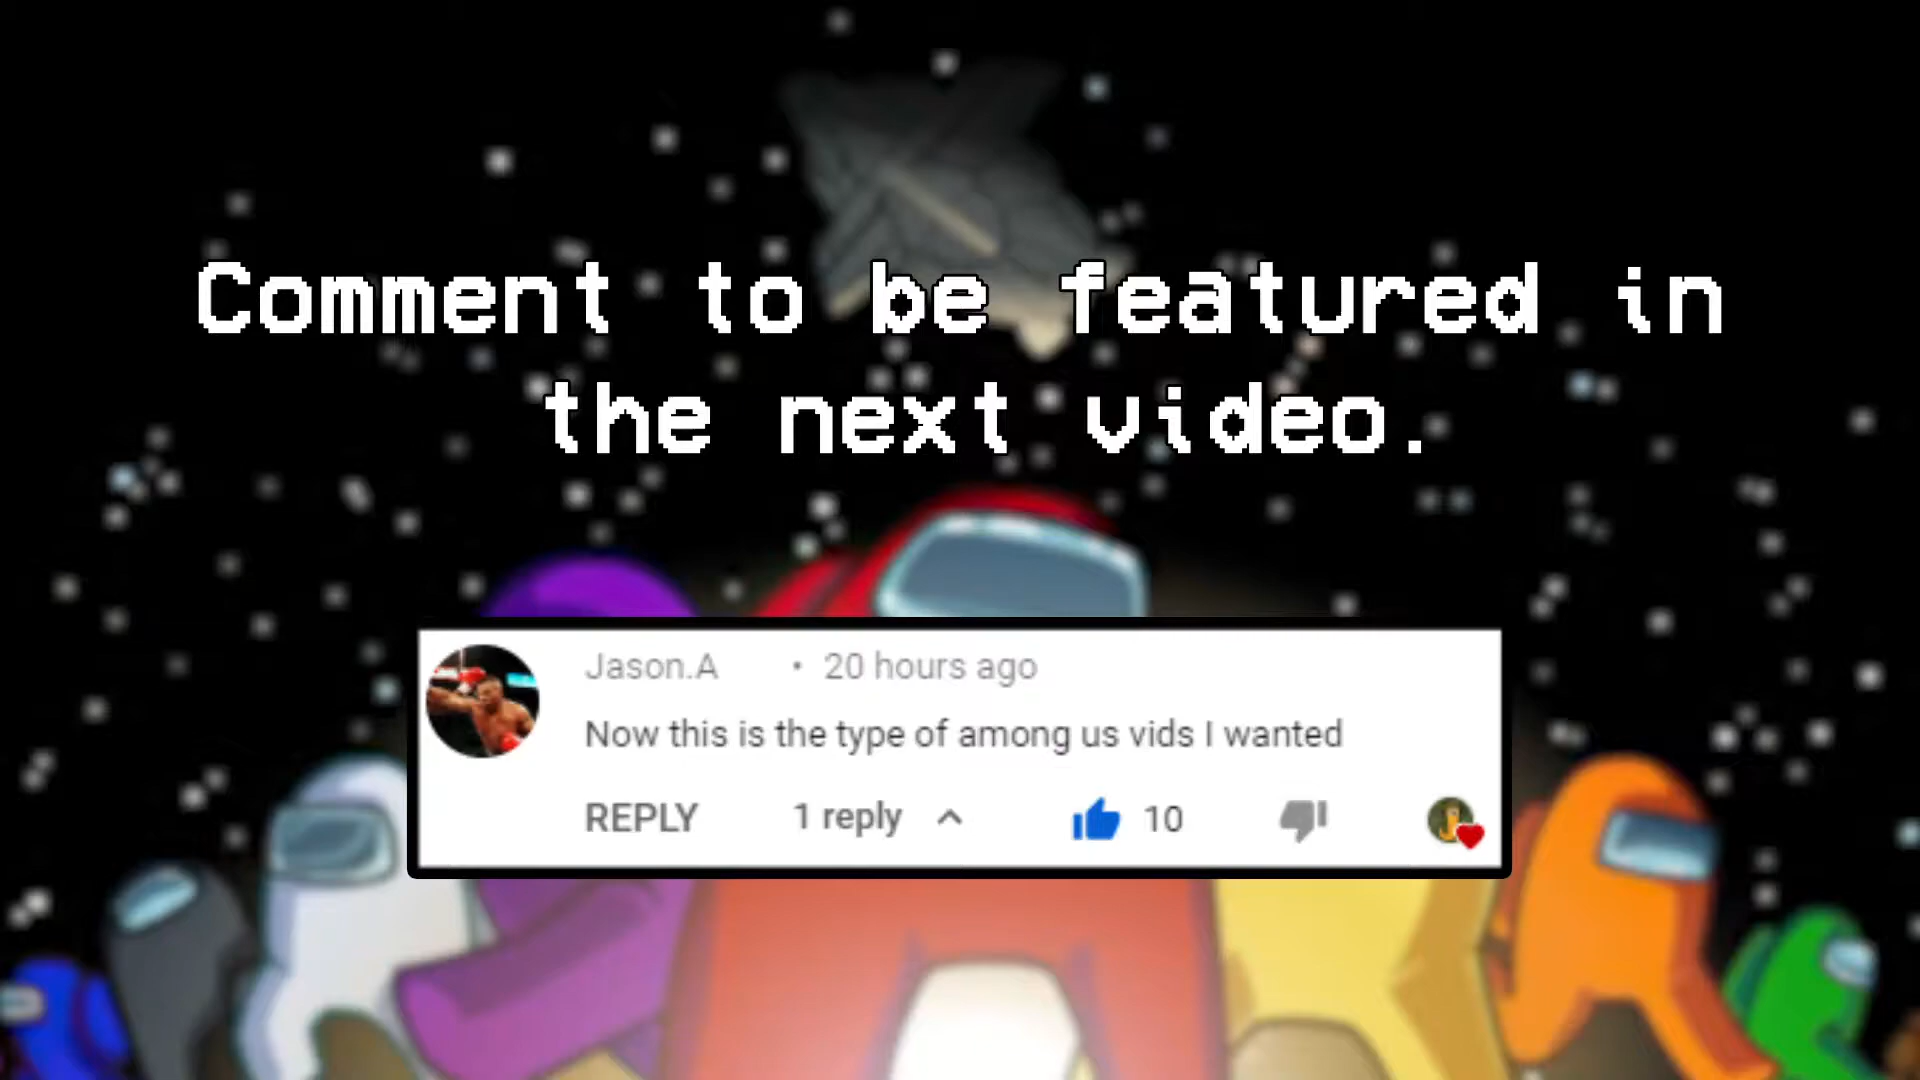 Comment to be featured in
the next video.
Jason.A • 20 hours ago
Now this is the type of among us vids I wanted
REPLY 1 reply 10